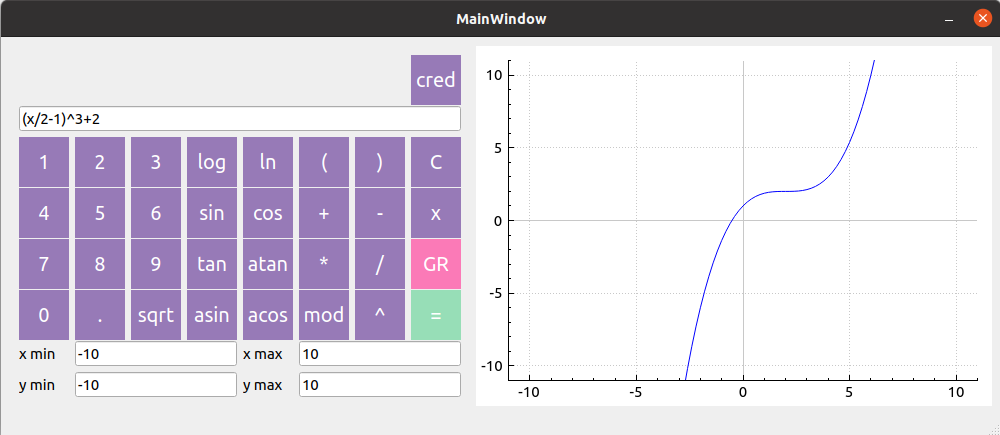 MainWindow
cred
(x/2-1)^3+2
1 2 3 log ln ( ) C
4 5 6 sin cos + - x
7 8 9 tan atan * / GR
0 . sqrt asin acos mod ^ =
x min -10 x max 10
y min -10 y max 10
10
5
0
-5
-10
-10 -5 0 5 10